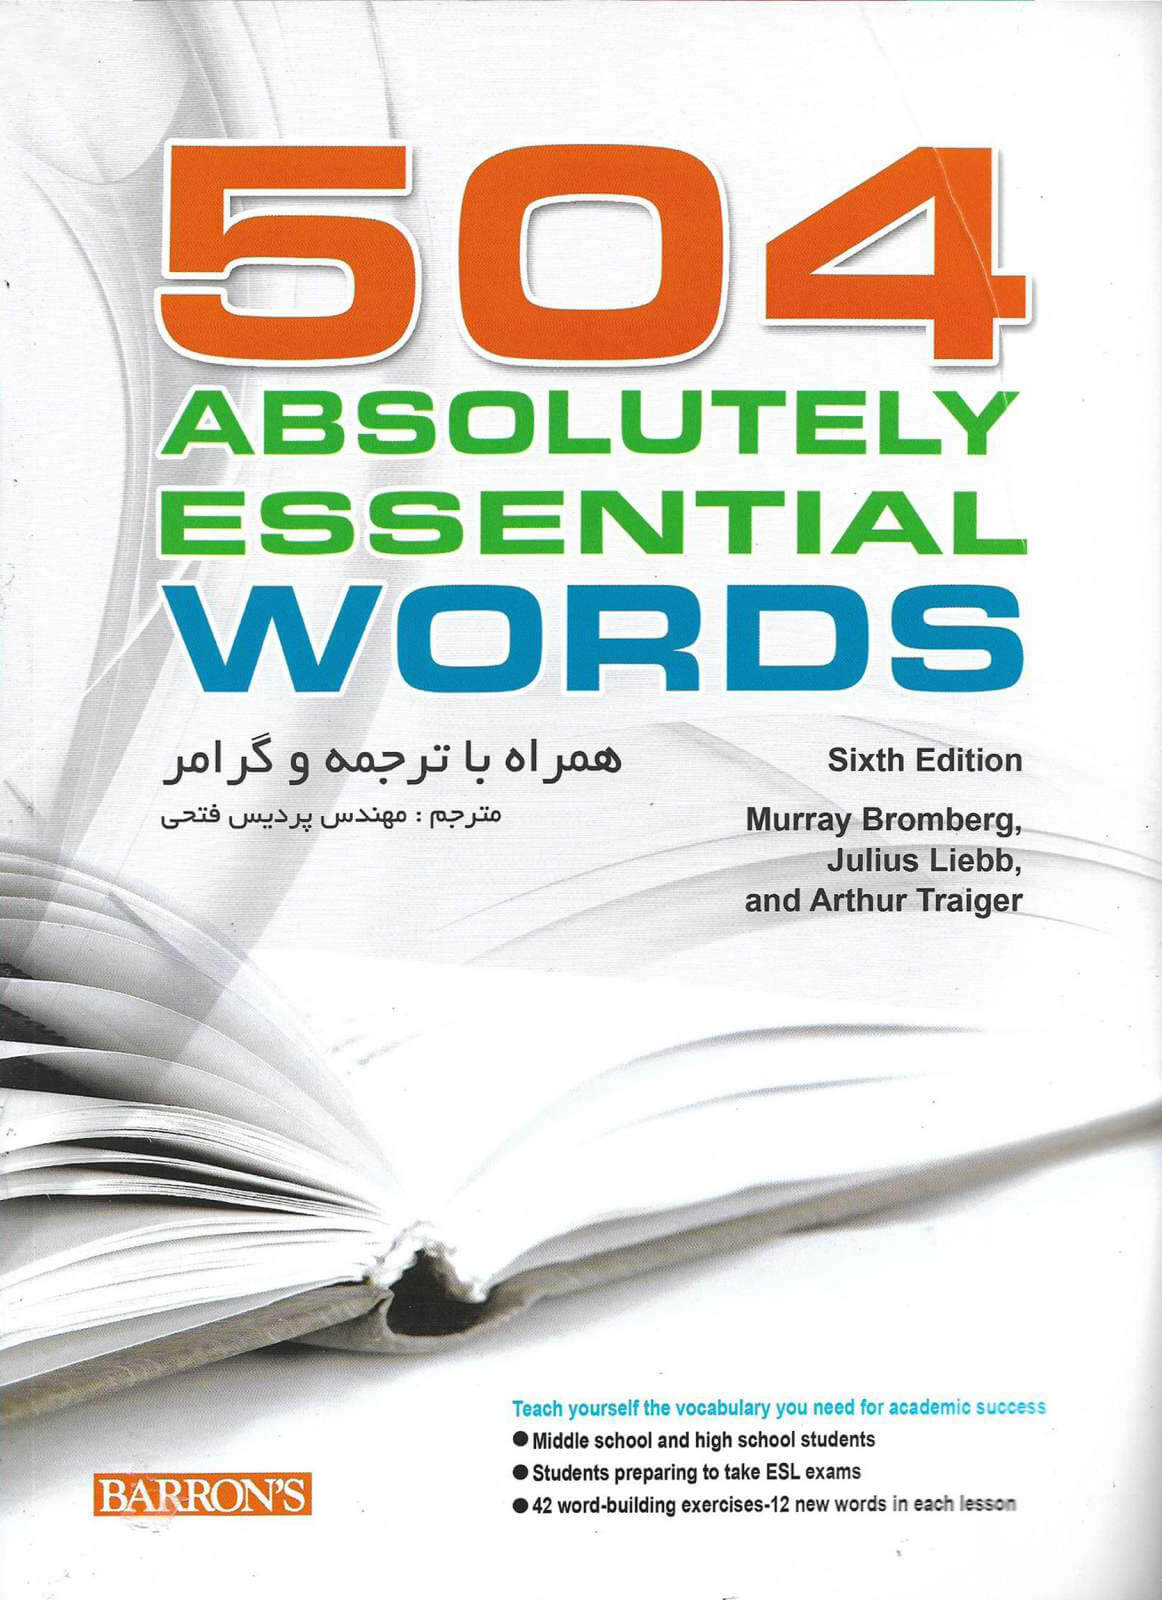 504
ABSOLUTELY
ESSENTIAL
WORDS
همراه با ترجمه و گرامر
مترجم : مهندس پردیس فتحی
Sixth Edition
Murray Bromberg,
Julius Liebb,
and Arthur Traiger
Teach yourself the vocabulary you need for academic success
● Middle school and high school students
● Students preparing to take ESL exams
● 42 word-building exercises-12 new words in each lesson
BARRON'S